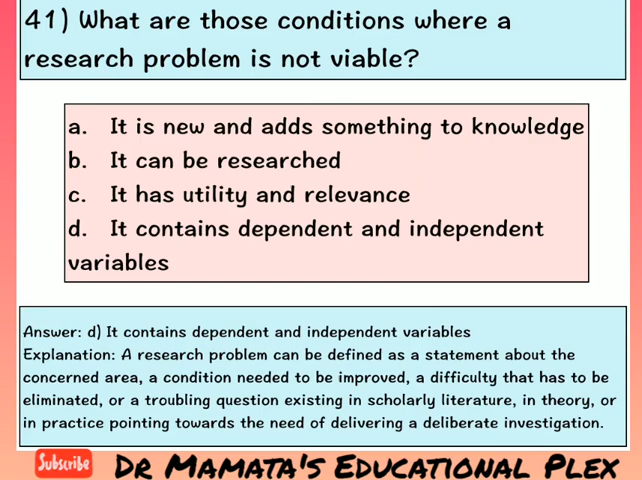 41) What are those conditions where a
research problem is not viable?
a. It is new and adds something to knowledge
b. It can be researched
c. It has utility and relevance
d. It contains dependent and independent
variables
Answer: d) It contains dependent and independent variables
Explanation: A research problem can be defined as a statement about the
concerned area, a condition needed to be improved, a difficulty that has to be
eliminated, or a troubling question existing in scholarly literature, in theory, or
in practice pointing towards the need of delivering a deliberate investigation.
Subscribe DR MAMATA'S EDUCATIONAL PLEX